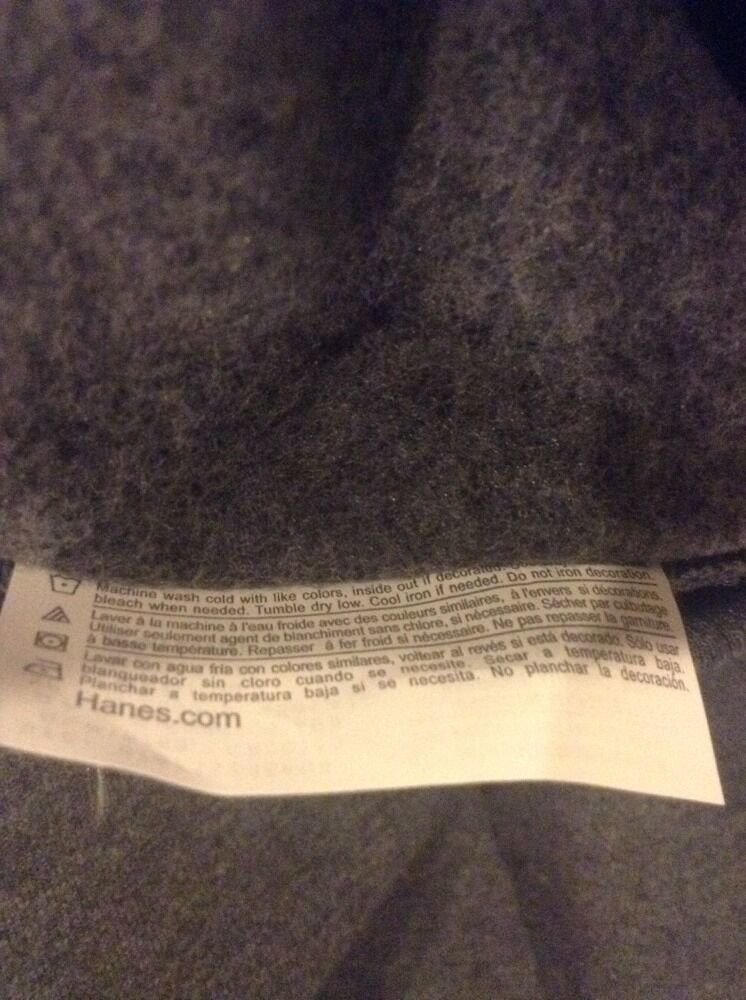 Machine wash cold with like colors, inside out if decorated.
bleach when needed. Tumble dry low. Cool iron if needed. Do not iron decoration.
Laver à la machine à l'eau froide avec des couleurs similaires, à l'envers si décorations.
Utiliser seulement agent de blanchiment sans chlore, si nécessaire. Sécher par culbutage
à basse température. Repasser à fer froid si nécessaire. Ne pas repasser la garniture.
Lavar con agua fria con colores similares, voltear al revés si está decorado. Sólo usar
blanqueador sin cloro cuando se necesite. Secar a temperatura baja.
Planchar a temperatura baja si se necesita. No planchar la decoración.
Hanes.com